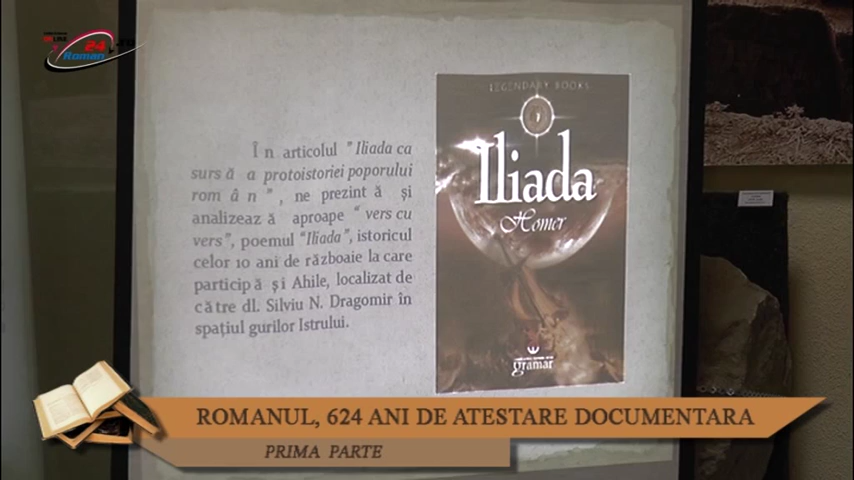 24
Roman
LEGENDARY BOOKS
Iliada
Homer
gramar
În articolul "Iliada ca
sursă a protoistoriei poporului
român", ne prezintă și
analizează aproape "vers cu
vers", poemul "Iliada", istoricul
celor 10 ani de războaie la care
participă și Ahile, localizat de
către dl. Silviu N. Dragomir în
spațiul gurilor Istrului.
ROMANUL, 624 ANI DE ATESTARE DOCUMENTARA
PRIMA PARTE